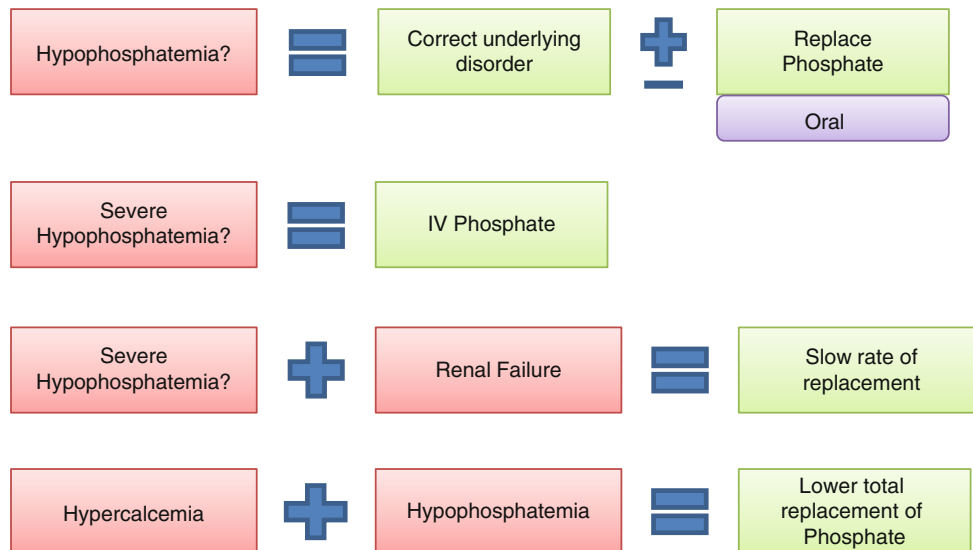 Hypophosphatemia?
Correct underlying
disorder
Replace
Phosphate
Oral
Severe
Hypophosphatemia?
IV Phosphate
Severe
Hypophosphatemia?
Renal Failure
Slow rate of
replacement
Hypercalcemia
Hypophosphatemia
Lower total
replacement of
Phosphate